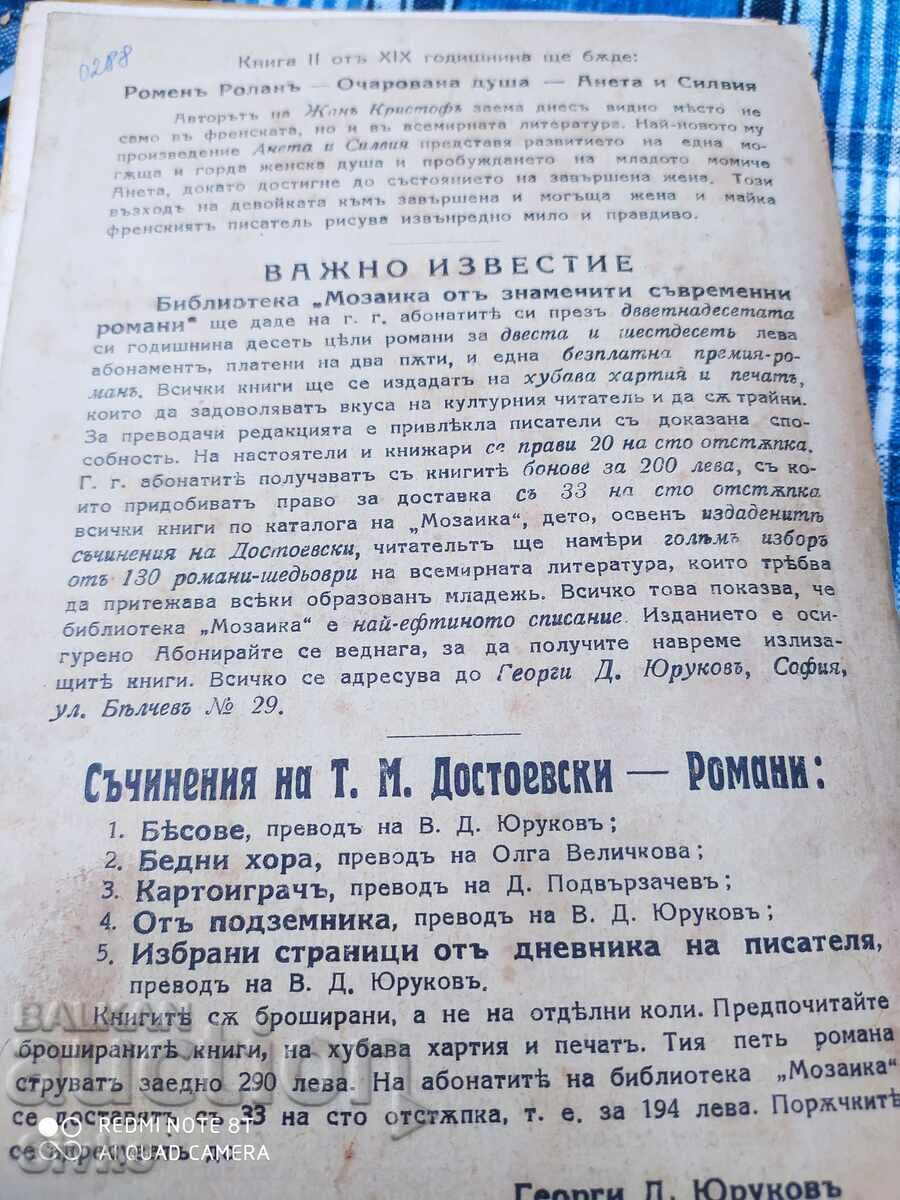 0288
Книга II отъ XIX годишнина ще бѫде:
Роменъ Роланъ — Очарована душа — Анета и Силвия
Авторътъ на Жанъ Кристофъ заема днесъ видно мѣсто не
само въ френската, но и въ всемирната литература. Най-новото му
произведение Анета и Силвия представя развитието на една мо-
гѫща и горда женска душа и пробуждането на младото момиче
Анета, докато достигне до състоянието на завършена жена. Този
възходъ на девойката къмъ завършена и могъща жена и майка
френскиятъ писатель рисува извънредно мило и правдиво.
ВАЖНО ИЗВЕСТИЕ
Библиотека „Мозаика отъ знаменити съвременни
романи" ще даде на г. г. абонатитѣ си презъ деветнадесетата
си годишнина десеть цѣли романи за двеста и шестдесеть лева
абонаментъ, платени на два пѫти, и една безплатна премия-ро-
манъ. Всички книги ще се издадатъ на хубава хартия и печатъ,
които да задоволяватъ вкуса на културния читатель и да сѫ трайни.
За преводачи редакцията е привлѣкла писатели съ доказана спо-
собность. На настоятели и книжари се прави 20 на сто отстѫпка.
Г. г. абонатитѣ получаватъ съ книгитѣ бонове за 200 лева, съ ко-
ито придобиватъ право за доставка съ 33 на сто отстѫпка
всички книги по каталога на „Мозаика", дето, освенъ издаденитѣ
съчинения на Достоевски, читательтъ ще намѣри голѣмъ изборъ
отъ 130 романи-шедьоври на всемирната литература, които трѣбва
да притежава всѣки образованъ младежь. Всичко това показва, че
библиотека „Мозаика" е най-ефтиното списание. Изданието е оси-
гурено Абонирайте се веднага, за да получите навреме излиза-
щитѣ книги. Всичко се адресува до Георги Д. Юруковъ, София,
ул. Бѣлчевъ № 29.
Съчинения на Т. М. Достоевски — Романи:
1. Бѣсове, преводъ на В. Д. Юруковъ;
2. Бедни хора, преводъ на Олга Величкова;
3. Картоиграчъ, преводъ на Д. Подвързачевъ;
4. Отъ подземника, преводъ на В. Д. Юруковъ;
5. Избрани страници отъ дневника на писателя,
преводъ на В. Д. Юруковъ.
Книгитѣ сѫ броширани, а не на отдѣлни коли. Предпочитайте
броширанитѣ книги, на хубава хартия и печатъ. Тия петь романа
струватъ заедно 290 лева. На абонатитѣ на библиотека „Мозаика"
се доставятъ съ 33 на сто отстѫпка, т. е. за 194 лева. Порѫчкитѣ
се до
Георги Д. Юруковъ
BALKAN
auction
REDMI NOTE 8T
AI QUAD CAMERA